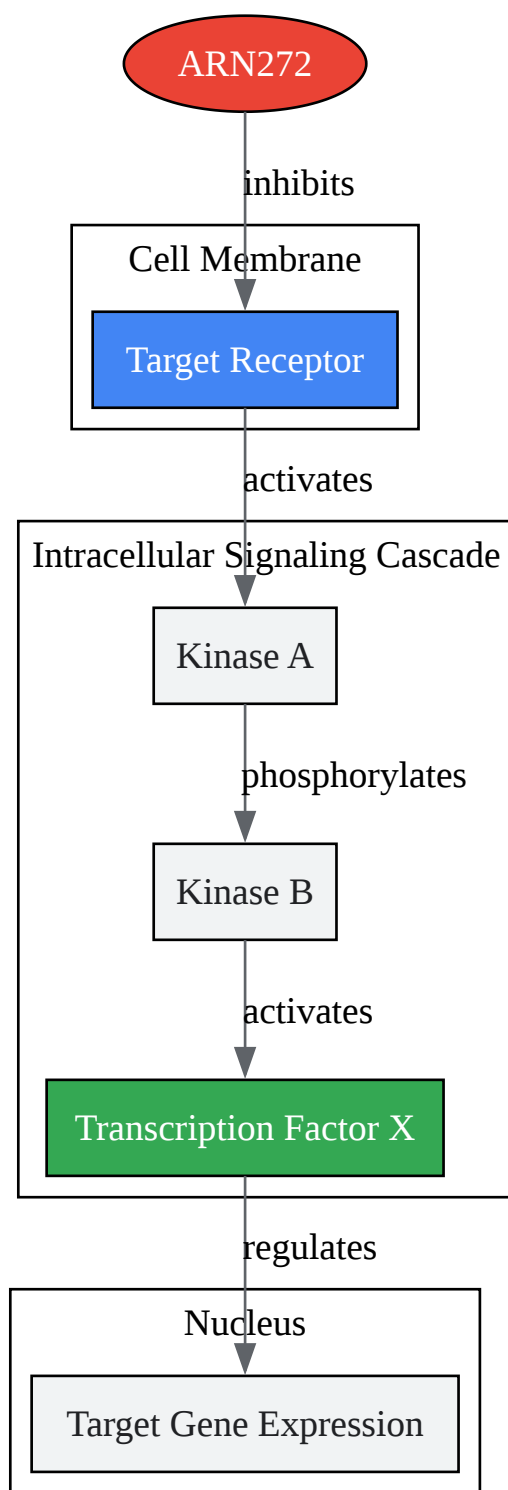 ARN272
inhibits
Cell Membrane
Target Receptor
activates
Intracellular Signaling Cascade
Kinase A
phosphorylates
Kinase B
activates
Transcription Factor X
regulates
Nucleus
Target Gene Expression